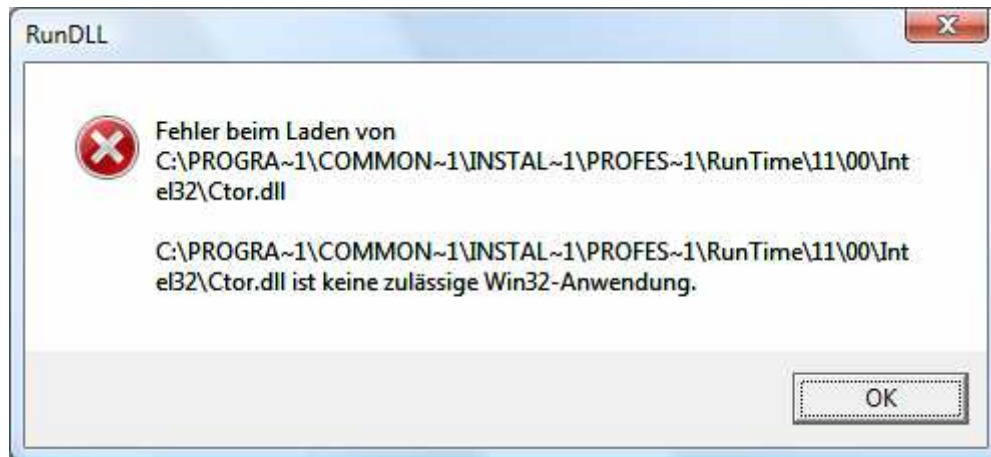 RunDLL
Fehler beim Laden von
C:\PROGRA~1\COMMON~1\INSTAL~1\PROFES~1\RunTime\11\00\Int
el32\Ctor.dll
C:\PROGRA~1\COMMON~1\INSTAL~1\PROFES~1\RunTime\11\00\Int
el32\Ctor.dll ist keine zulässige Win32-Anwendung.
OK